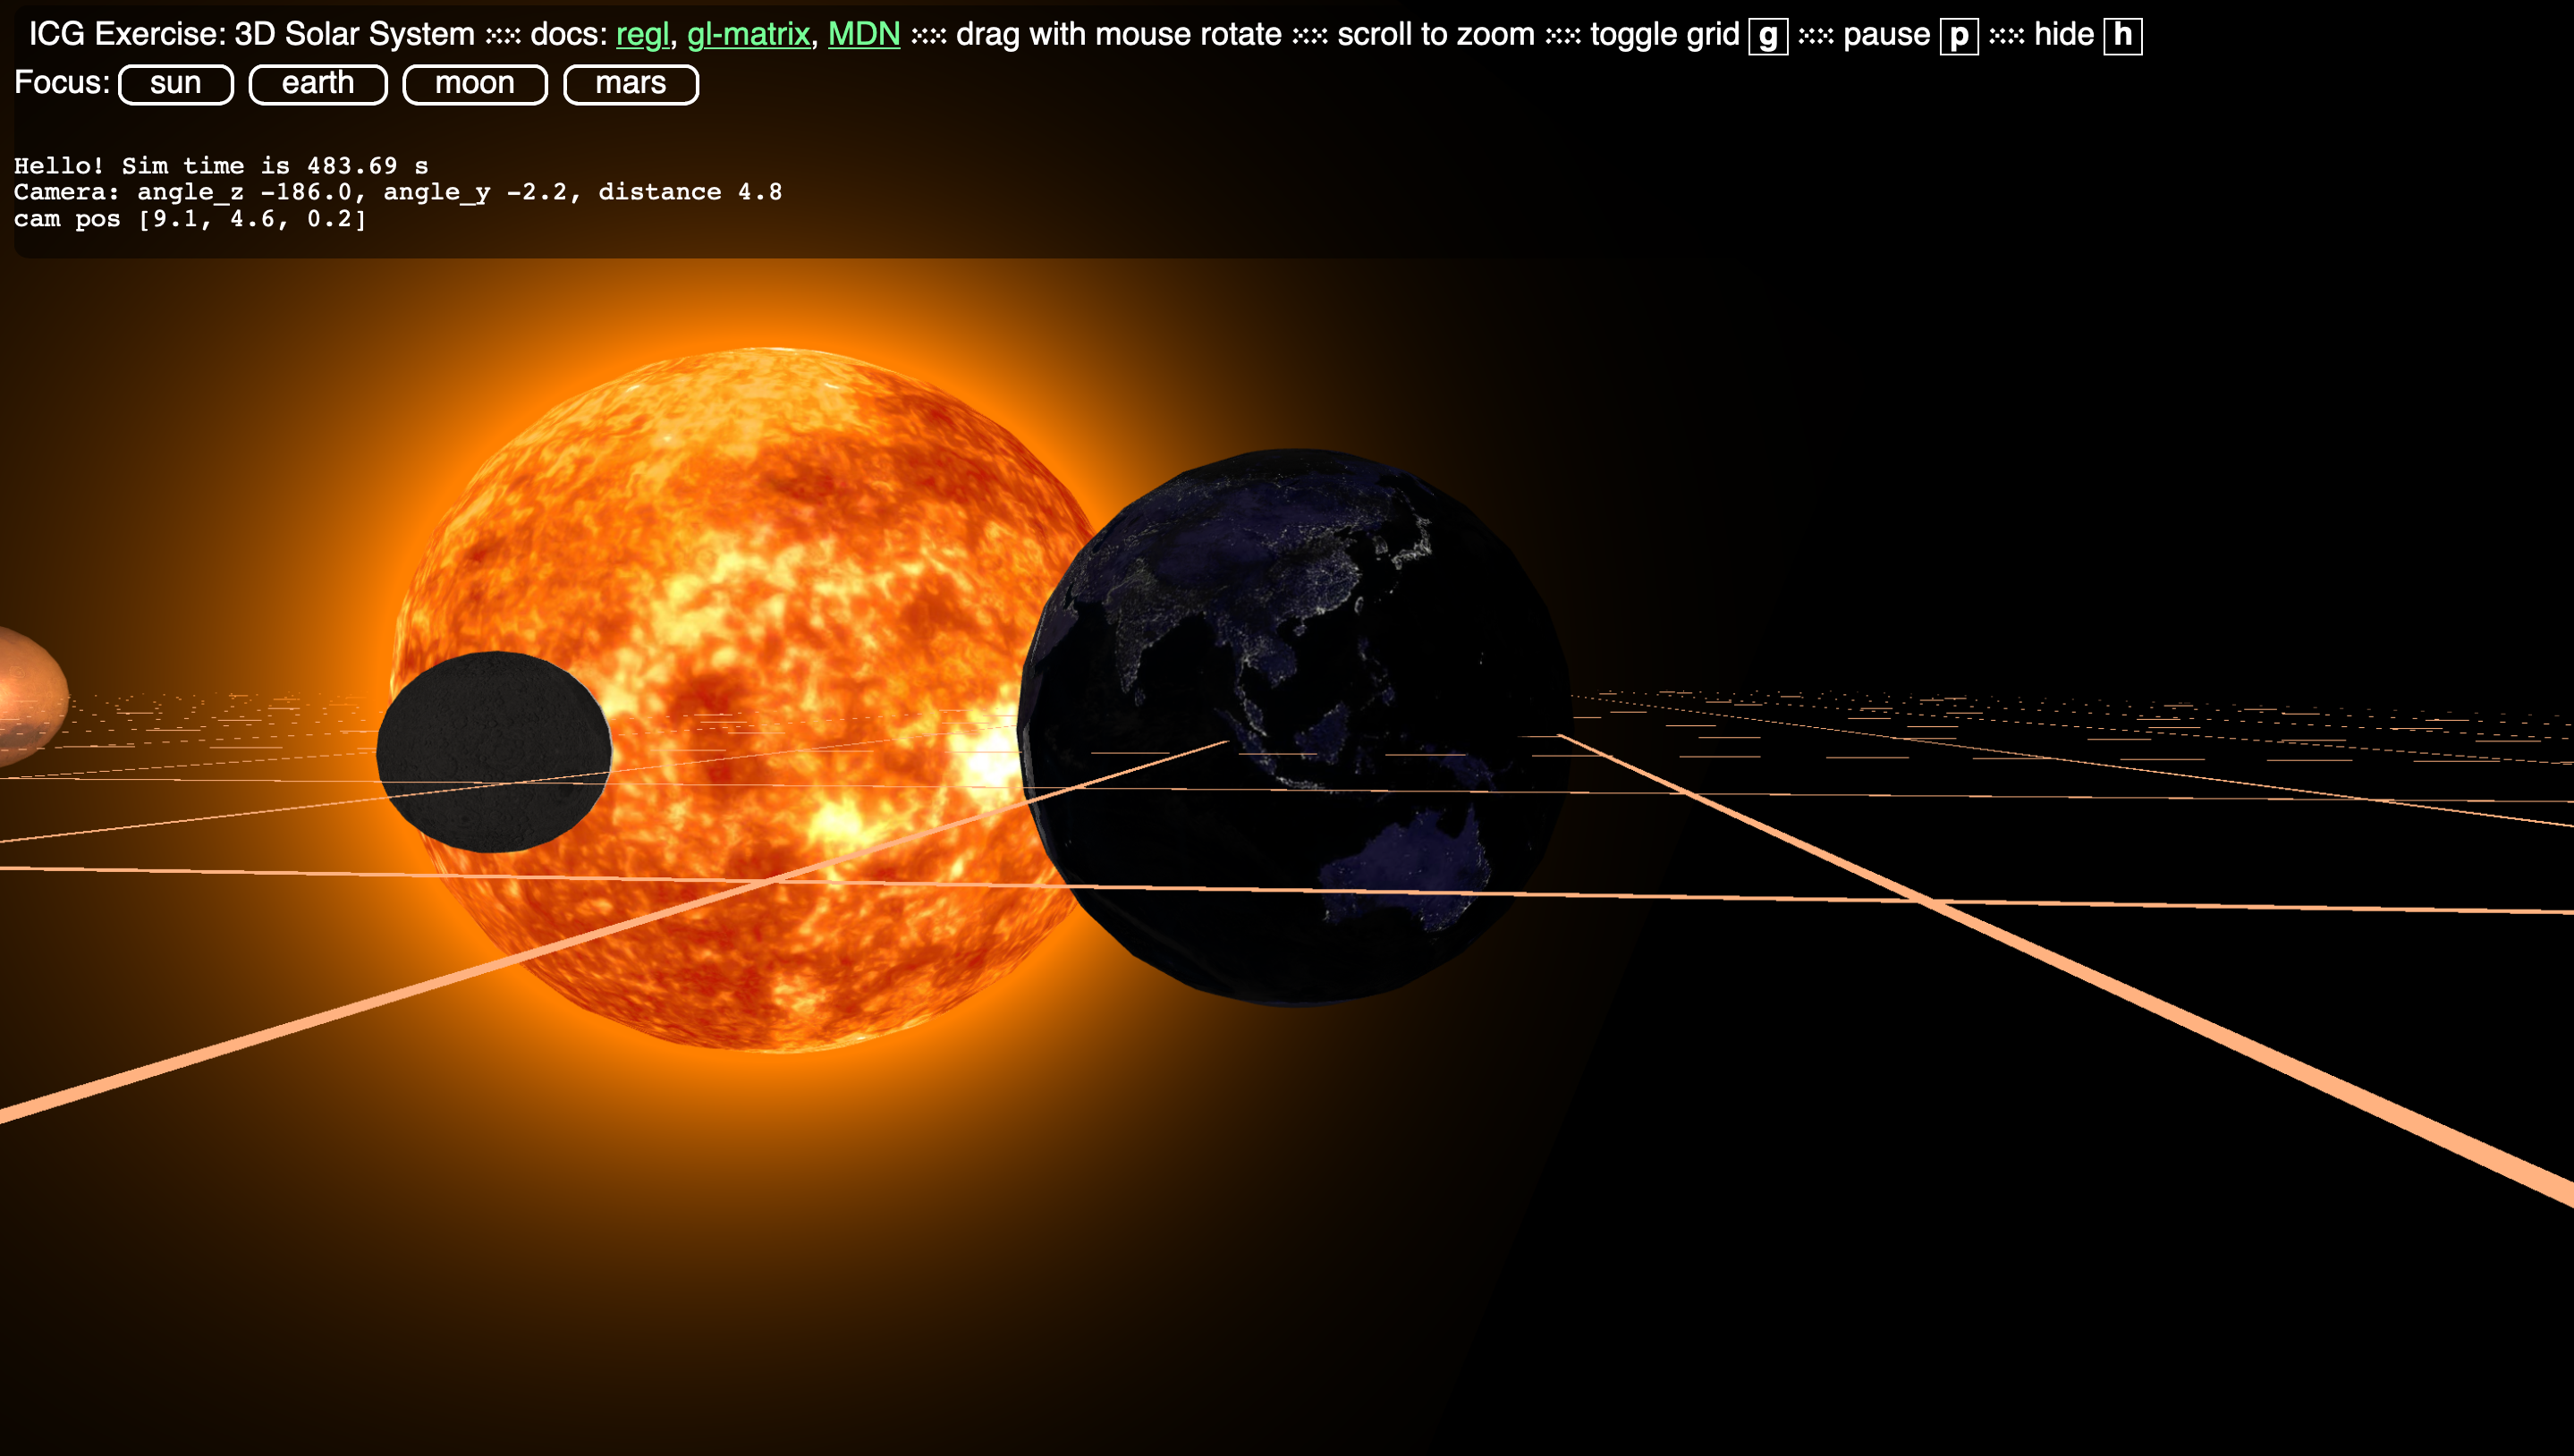 ICG Exercise: 3D Solar System ∷∷ docs: regl, gl-matrix, MDN ∷∷ drag with mouse rotate ∷∷ scroll to zoom ∷∷ toggle grid g ∷∷ pause p ∷∷ hide h
Focus: sun earth moon mars
Hello! Sim time is 483.69 s
Camera: angle_z -186.0, angle_y -2.2, distance 4.8
cam pos [9.1, 4.6, 0.2]